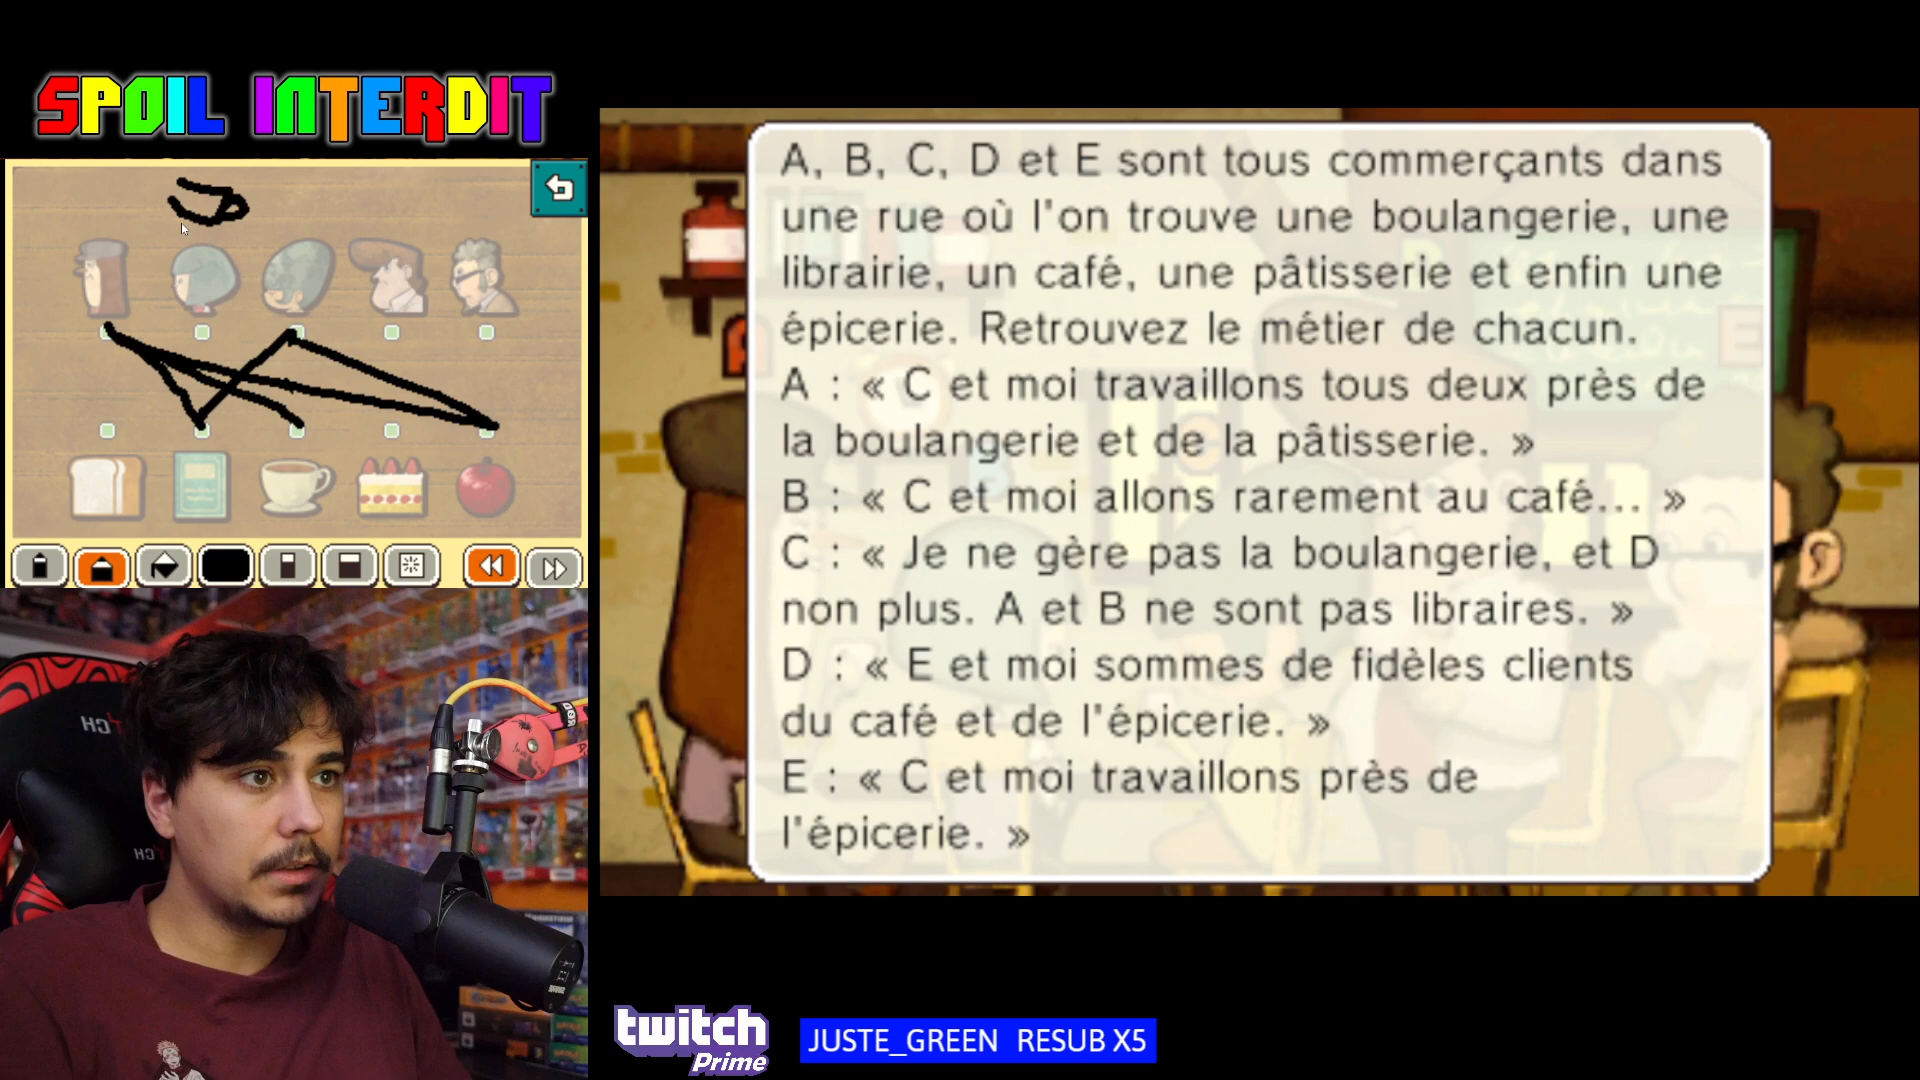 SPOIL INTERDIT
A, B, C, D et E sont tous commerçants dans
une rue où l'on trouve une boulangerie, une
librairie, un café, une pâtisserie et enfin une
épicerie. Retrouvez le métier de chacun.
A : « C et moi travaillons tous deux près de
la boulangerie et de la pâtisserie. »
B : « C et moi allons rarement au café... »
C : « Je ne gère pas la boulangerie, et D
non plus. A et B ne sont pas libraires. »
D : « E et moi sommes de fidèles clients
du café et de l'épicerie. »
E : « C et moi travaillons près de
l'épicerie. »
twitch
Prime
JUSTE_GREEN RESUB X5